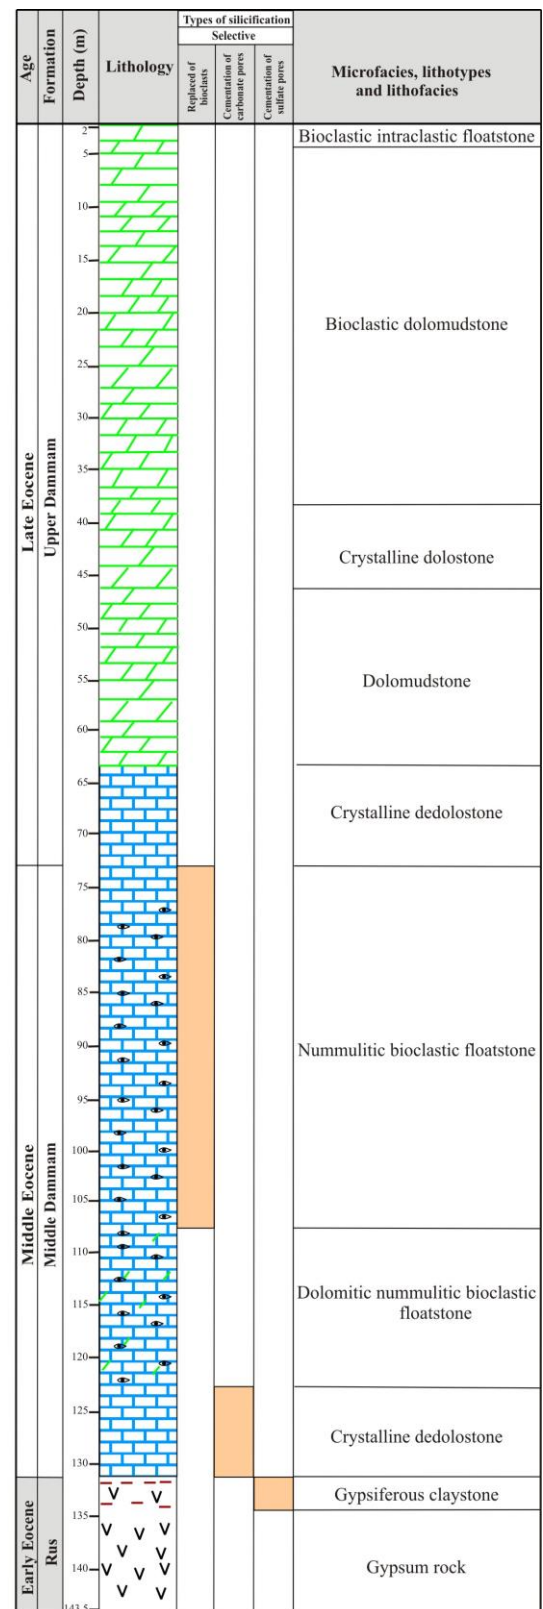 Age
Formation
Depth (m)
Lithology
Types of silicification
Selective
Replaced of
bioclasts
Cementation of
carbonate pores
Cementation of
sulfate pores
Microfacies, lithotypes
and lithofacies
Late Eocene
Upper Dammam
Middle Eocene
Middle Dammam
Early Eocene
Rus
2
5
10
15
20
25
30
35
40
45
50
55
60
65
70
75
80
85
90
95
100
105
110
115
120
125
130
135
140
143.5
Bioclastic intraclastic floatstone
Bioclastic dolomudstone
Crystalline dolostone
Dolomudstone
Crystalline dedolostone
Nummulitic bioclastic floatstone
Dolomitic nummulitic bioclastic
floatstone
Crystalline dedolostone
Gypsiferous claystone
Gypsum rock